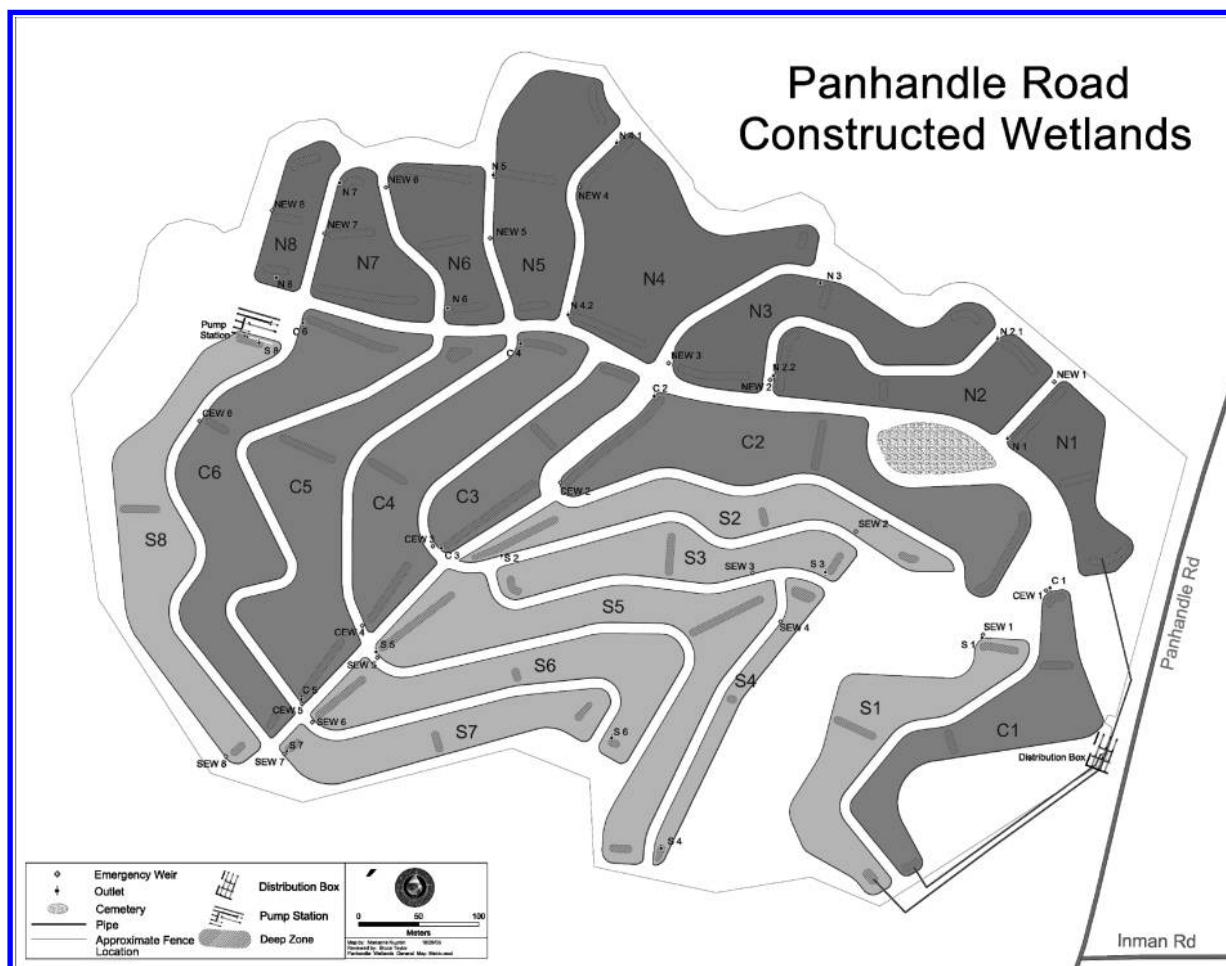 Panhandle Road
Constructed Wetlands
N 4.1
N 5
N 7
NEW 6
NEW 4
NEW 8
NEW 7
NEW 5
N8
N7
N6
N5
N4
N 8
N 6
N 4.2
N 3
N3
Pump
Station
S 8
C 6
C 4
NEW 3
N 2.1
N 2.2
NEW 2
NEW 1
C 2
N2
N1
N 1
CEW 6
C2
C6
C5
C4
C3
CEW 2
S8
S2
SEW 2
CEW 3
C 3
S 2
S3
SEW 3
S 3
S5
CEW 4
SEW 4
C 1
CEW 1
S 5
SEW 5
SEW 1
S 1
Panhandle Rd
S6
S4
C 5
CEW 5
SEW 6
S7
S 6
S1
C1
S 7
SEW 8
SEW 7
Distribution Box
S 4
Emergency Weir
Outlet
Cemetery
Pipe
Approximate Fence
Location
Distribution Box
Pump Station
Deep Zone
0 50 100
Meters
Inman Rd